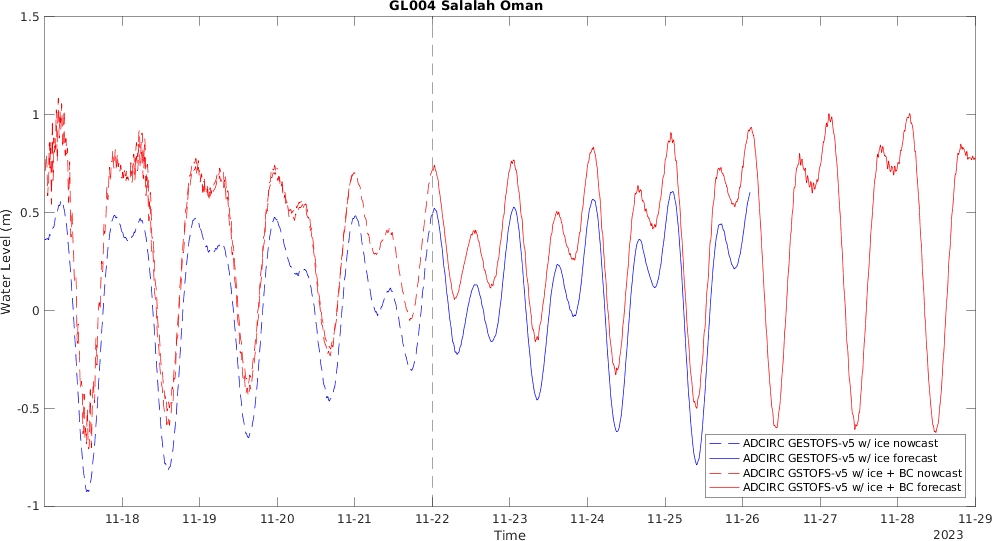 GL004 Salalah Oman
1.5
1
0.5
0
-0.5
-1
Water Level (m)
11-18
11-19
11-20
11-21
11-22
11-23
11-24
11-25
11-26
11-27
11-28
11-29
2023
Time
ADCIRC GESTOFS-v5 w/ ice nowcast
ADCIRC GESTOFS-v5 w/ ice forecast
ADCIRC GSTOFS-v5 w/ ice + BC nowcast
ADCIRC GSTOFS-v5 w/ ice + BC forecast